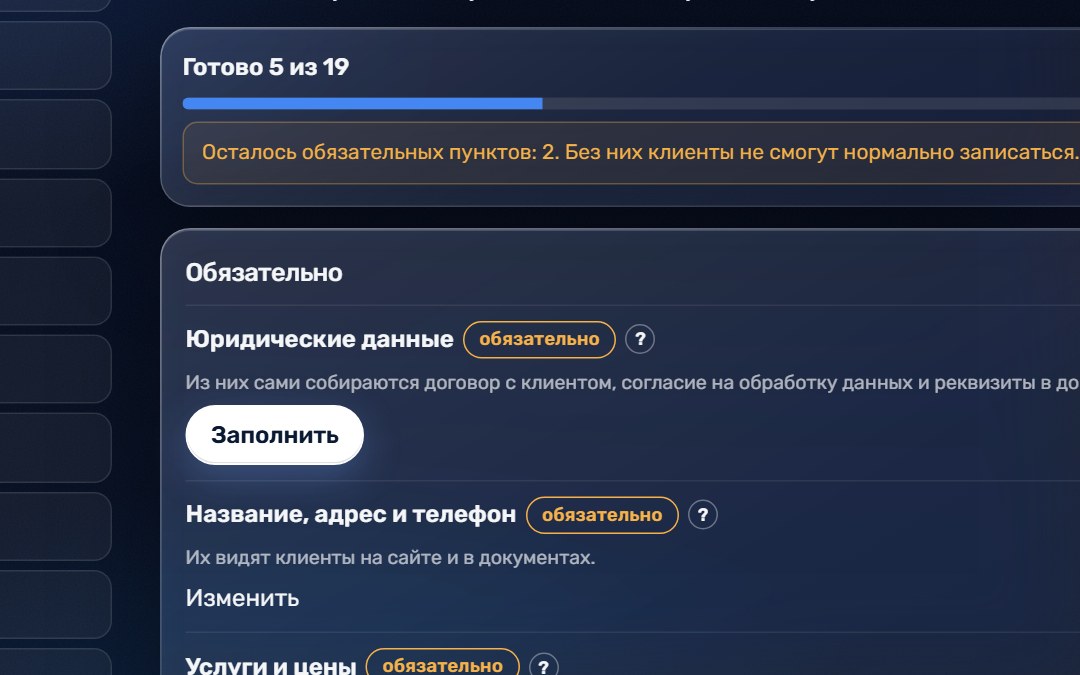 Готово 5 из 19
Осталось обязательных пунктов: 2. Без них клиенты не смогут нормально записаться.
Обязательно
Юридические данные обязательно ?
Из них сами собираются договор с клиентом, согласие на обработку данных и реквизиты в
Заполнить
Название, адрес и телефон обязательно ?
Их видят клиенты на сайте и в документах.
Изменить
Услуги и цены обязательно ?